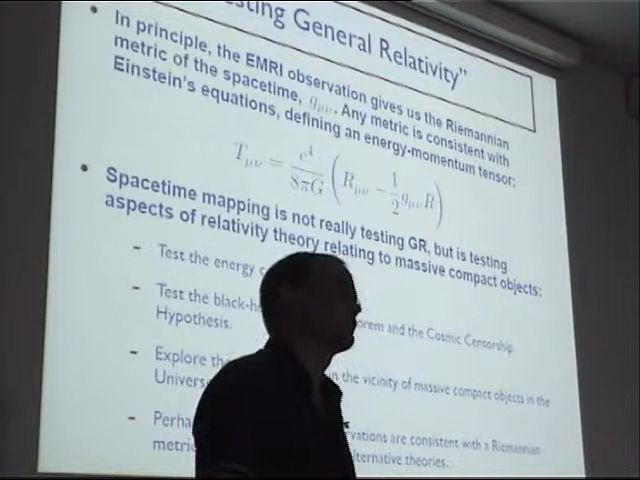 sting General Relativity"
• In principle, the EMRI observation gives us the Riemannian
metric of the spacetime, gμν. Any metric is consistent with
Einstein's equations, defining an energy-momentum tensor:
Tμν = c⁴/8πG (Rμν − 1/2 gμνR)
• Spacetime mapping is not really testing GR, but is testing
aspects of relativity theory relating to massive compact objects:
- Test the energy c
- Test the black-h orem and the Cosmic Censorship
Hypothesis.
- Explore th in the vicinity of massive compact objects in the
Univers
- Perha vations are consistent with a Riemannian
metri lternative theories.